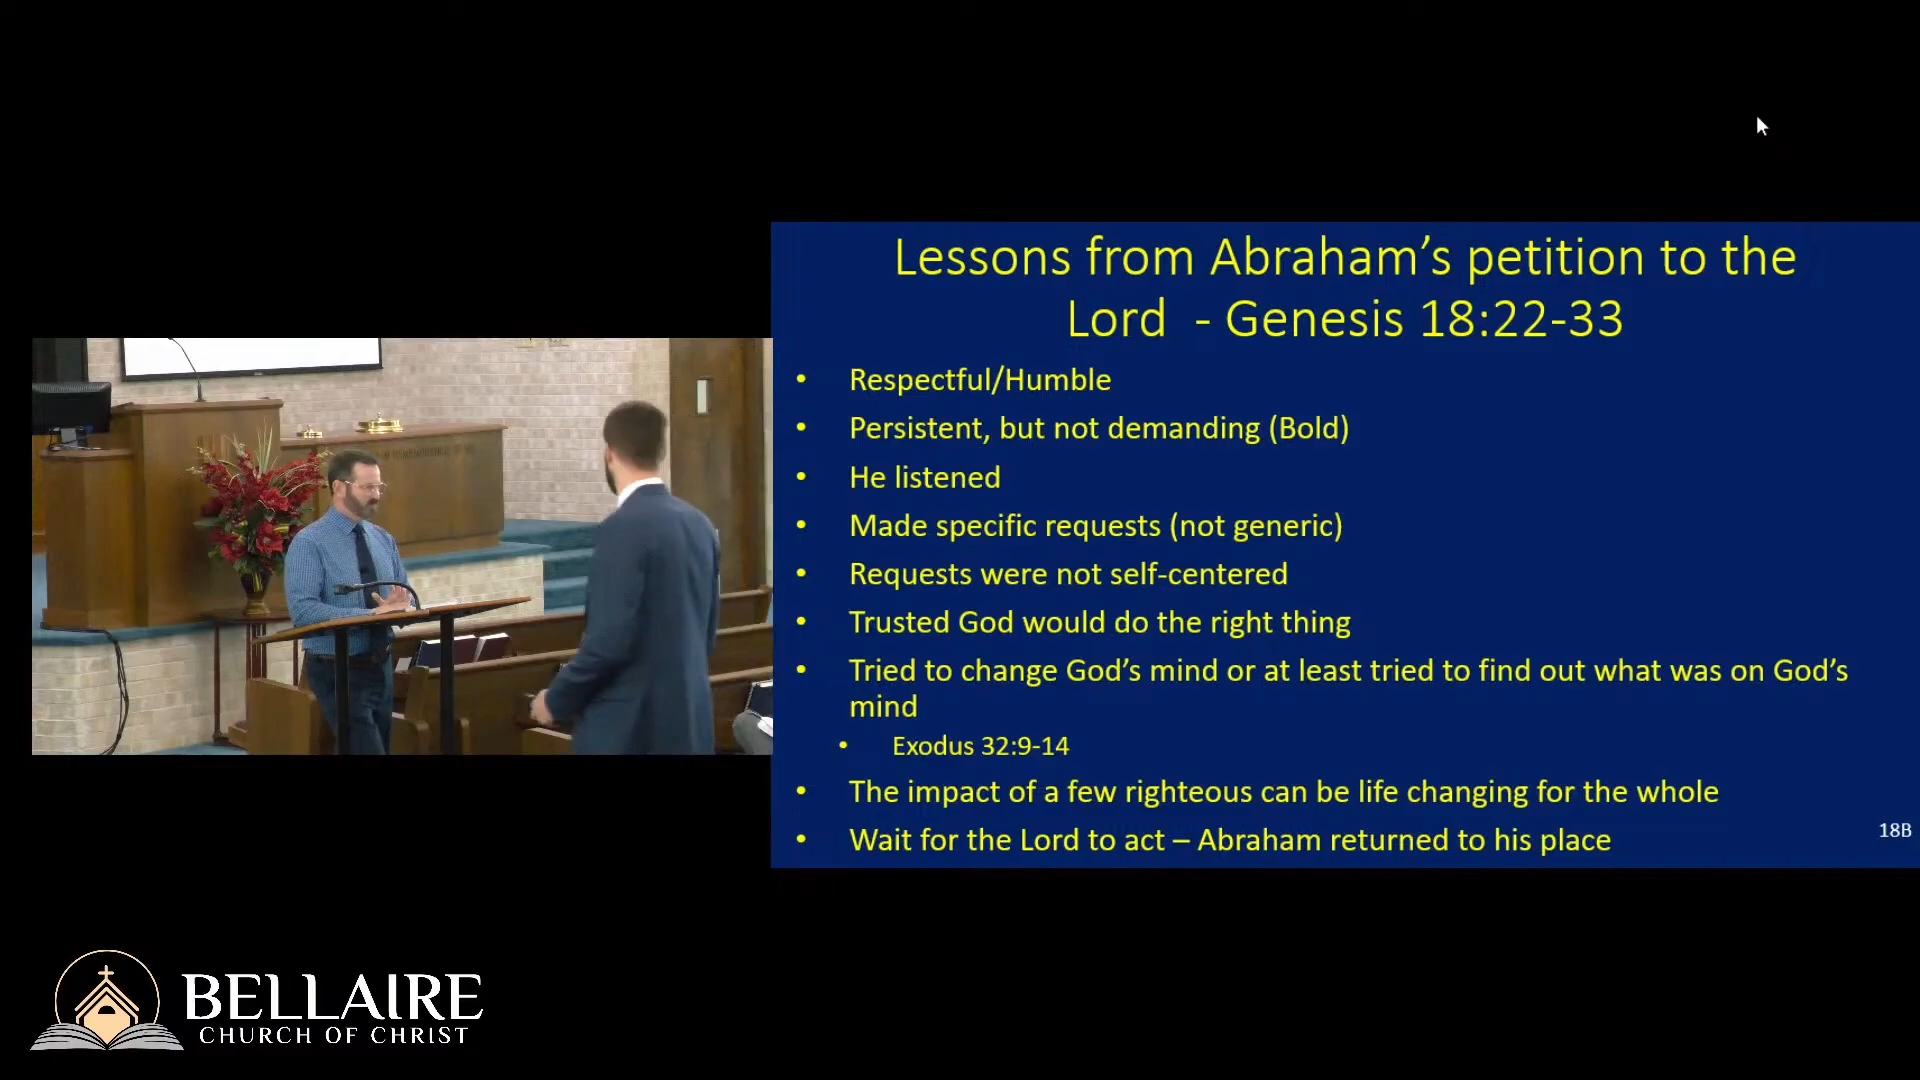 Lessons from Abraham’s petition to the
Lord - Genesis 18:22-33
• Respectful/Humble
• Persistent, but not demanding (Bold)
• He listened
• Made specific requests (not generic)
• Requests were not self-centered
• Trusted God would do the right thing
• Tried to change God’s mind or at least tried to find out what was on God’s
mind
• Exodus 32:9-14
• The impact of a few righteous can be life changing for the whole
• Wait for the Lord to act – Abraham returned to his place
18B
BELLAIRE
CHURCH OF CHRIST